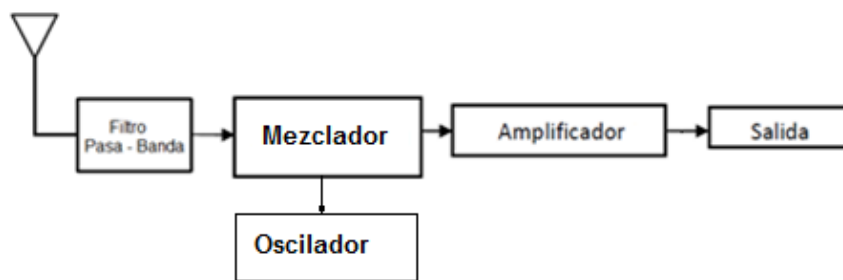 Filtro
Pasa - Banda
Mezclador
Amplificador
Salida
Oscilador